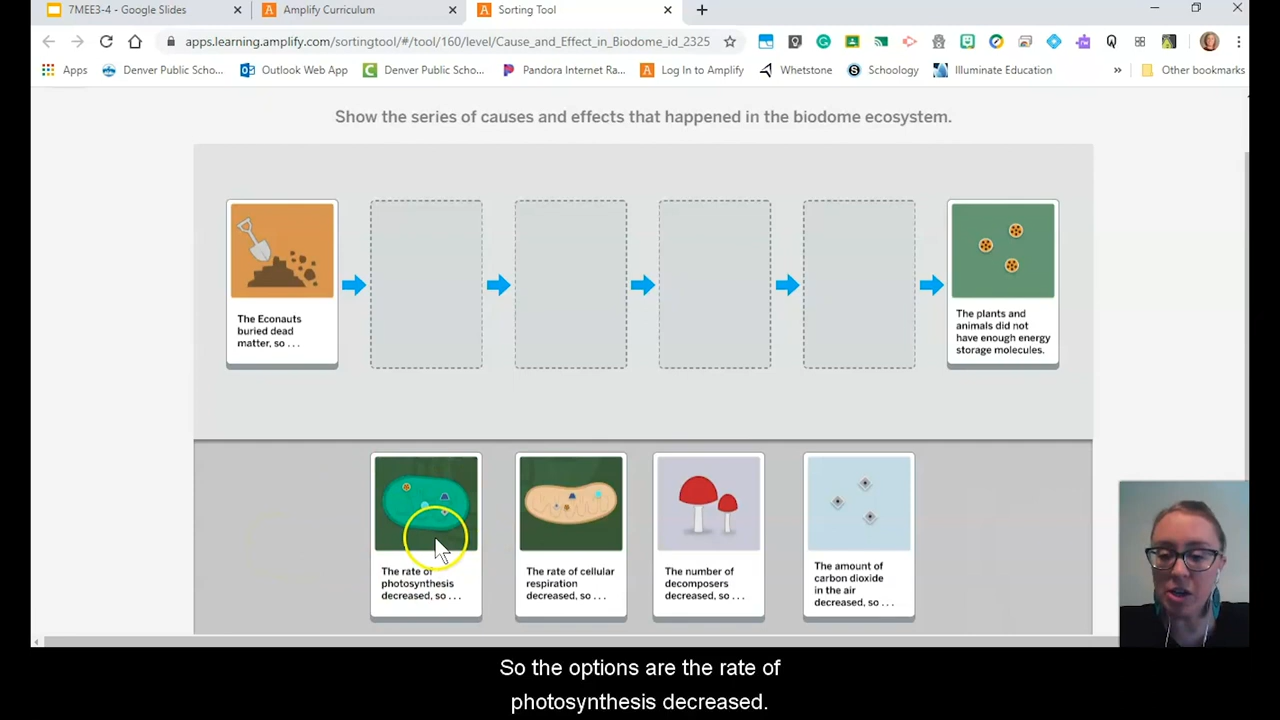 7MEE3-4 - Google Slides
Amplify Curriculum
Sorting Tool
apps.learning.amplify.com/sortingtool/#/tool/160/level/Cause_and_Effect_in_Biodome_id_2325
Apps
Denver Public Scho...
Outlook Web App
Denver Public Scho...
Pandora Internet Ra...
Log In to Amplify
Whetstone
Schoology
Illuminate Education
»
Other bookmarks
Show the series of causes and effects that happened in the biodome ecosystem.
The Econauts
buried dead
matter, so . . .
The plants and
animals did not
have enough energy
storage molecules.
The rate of
photosynthesis
decreased, so . . .
The rate of cellular
respiration
decreased, so . . .
The number of
decomposers
decreased, so . . .
The amount of
carbon dioxide
in the air
decreased, so . . .
So the options are the rate of
photosynthesis decreased.